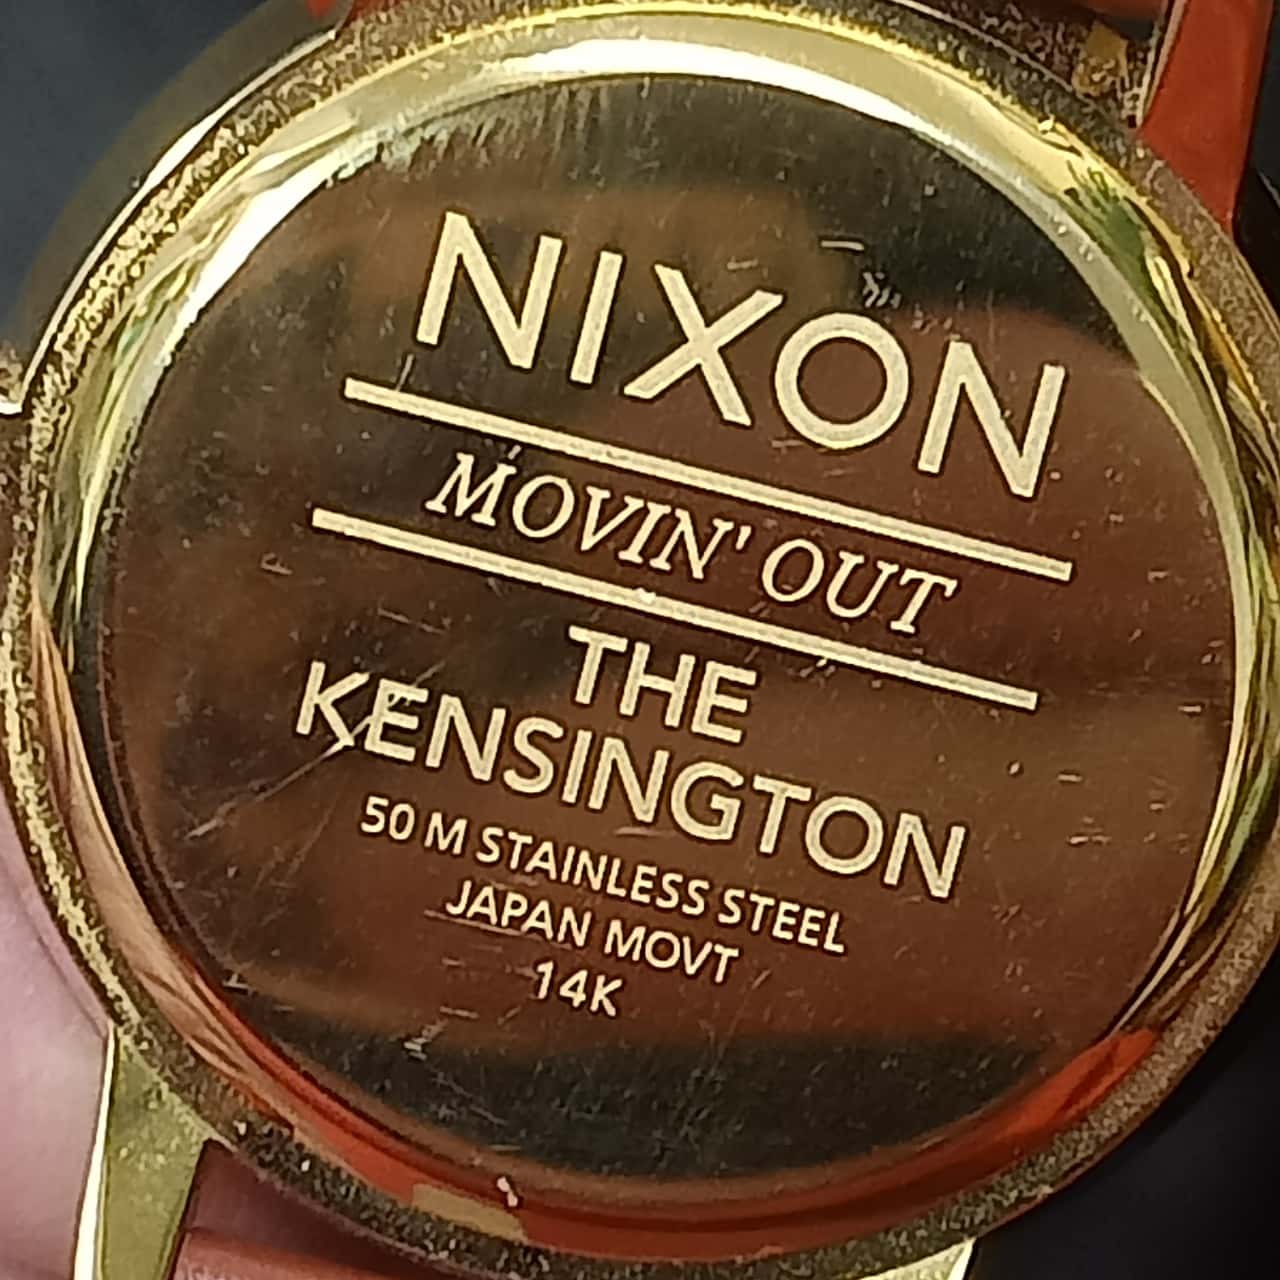 NIXON
MOVIN' OUT
THE
KENSINGTON
50 M STAINLESS STEEL
JAPAN MOVT
14K